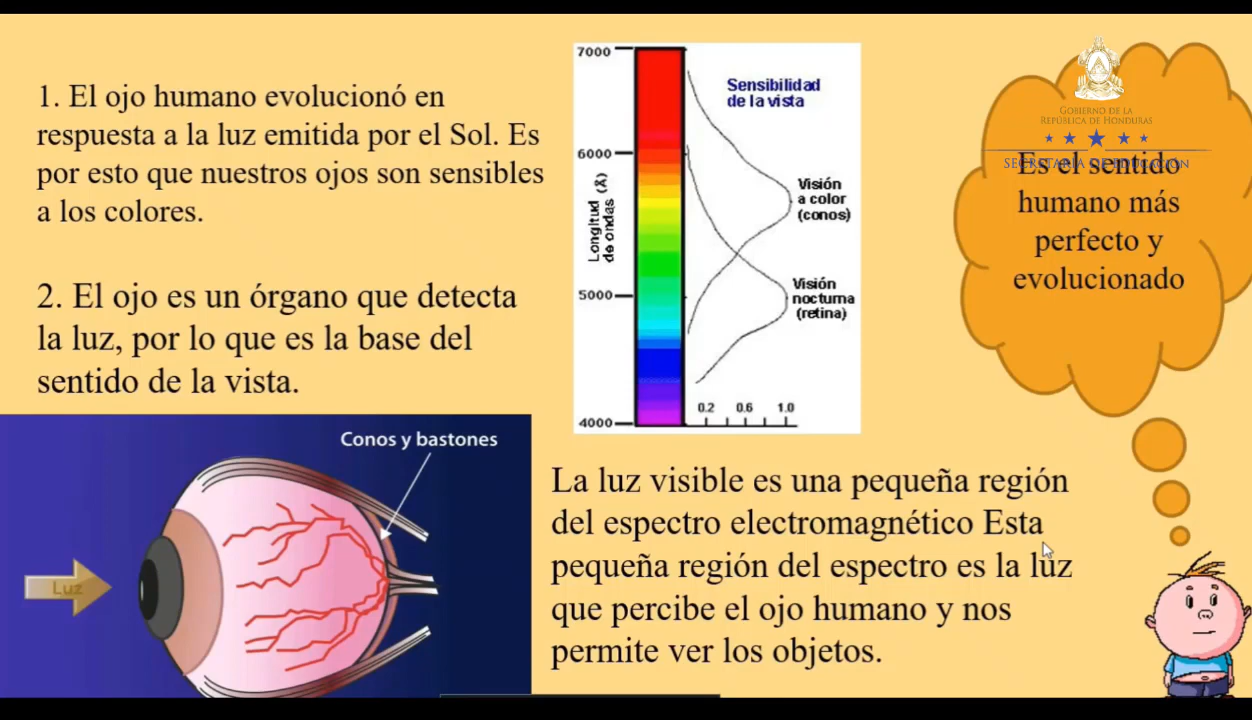 1. El ojo humano evolucionó en
respuesta a la luz emitida por el Sol. Es
por esto que nuestros ojos son sensibles
a los colores.
2. El ojo es un órgano que detecta
la luz, por lo que es la base del
sentido de la vista.
7000
6000
5000
4000
Longitud (Å)
de ondas
Sensibilidad
de la vista
Visión
a color
(conos)
Visión
nocturna
(retina)
0.2 0.6 1.0
GOBIERNO DE LA
REPÚBLICA DE HONDURAS
SECRETARÍA DE EDUCACIÓN
Es el sentido
humano más
perfecto y
evolucionado
Conos y bastones
Luz
La luz visible es una pequeña región
del espectro electromagnético Esta
pequeña región del espectro es la luz
que percibe el ojo humano y nos
permite ver los objetos.